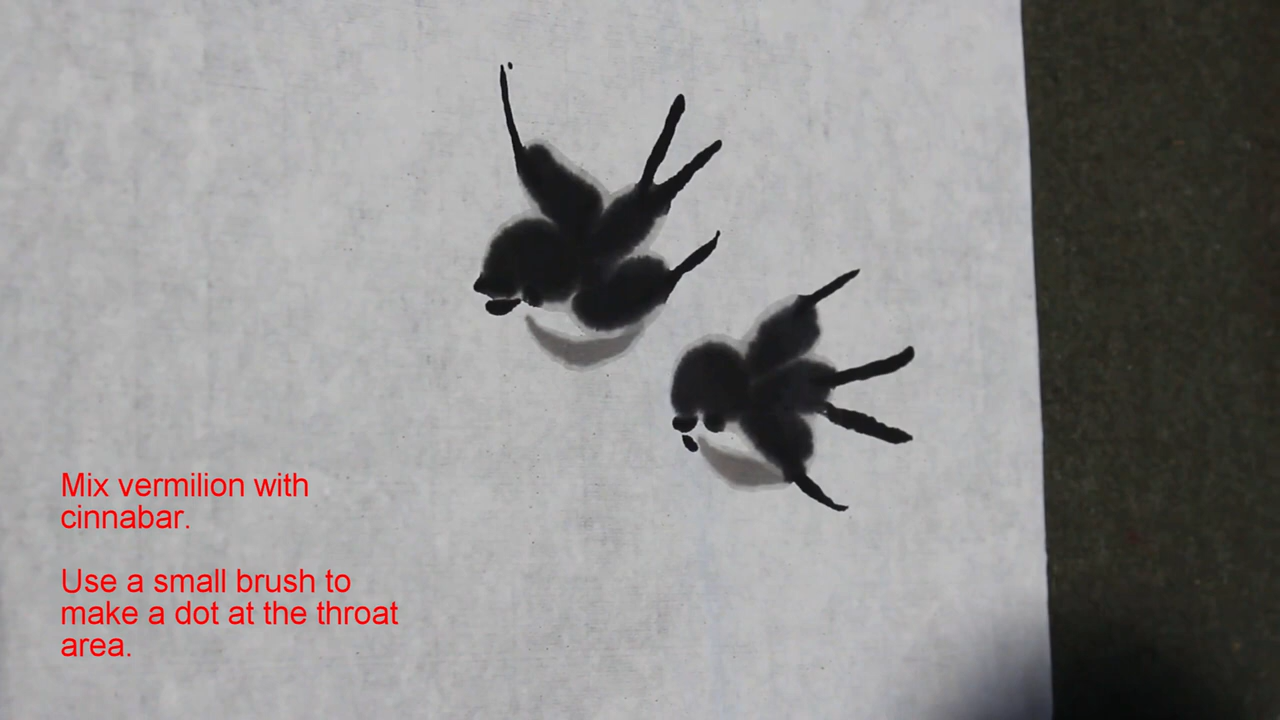 Mix vermilion with
cinnabar.
Use a small brush to
make a dot at the throat
area.